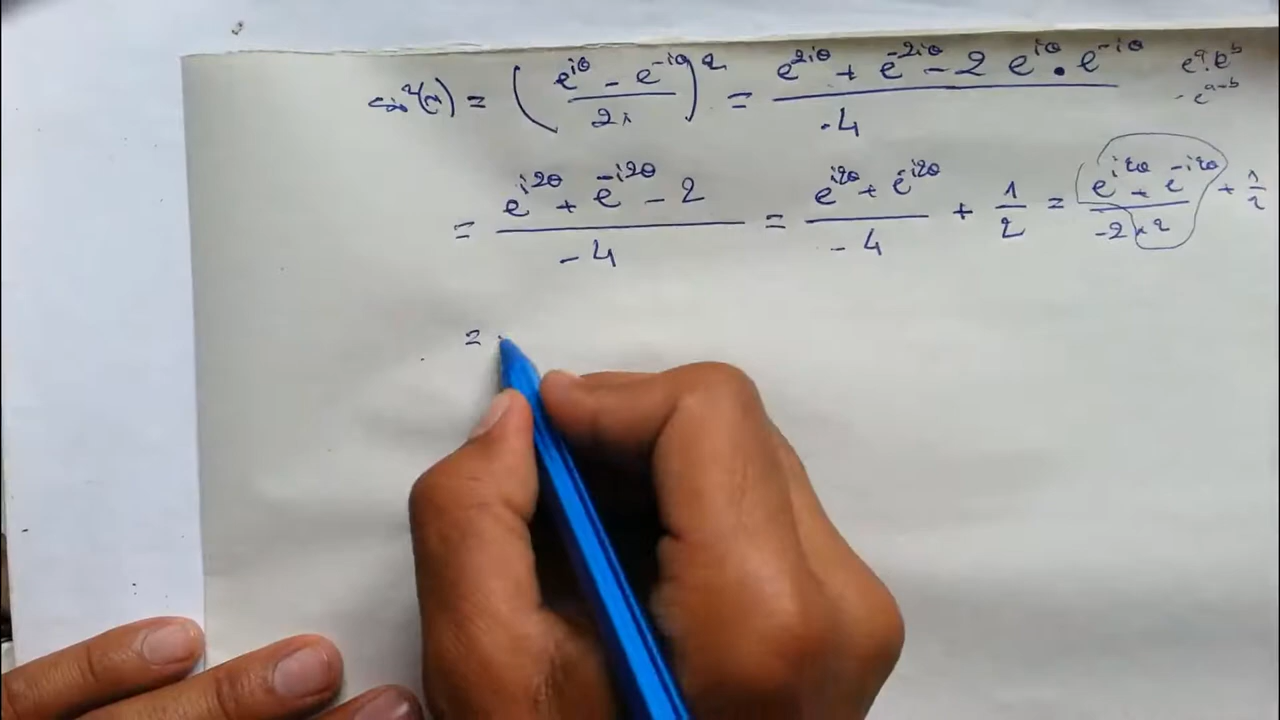 sin²(x) = ( e^{iθ} - e^{-iθ} / 2i )² = e^{2iθ} + e^{-2iθ} - 2 e^{iθ} . e^{-iθ} / -4
e^a . e^b
= e^{i2θ} + e^{-i2θ} - 2 / -4 = e^{i2θ} + e^{-i2θ} / -4 + 1/2 = e^{i2θ} + e^{-i2θ} / -2 × 2 + 1/2
=